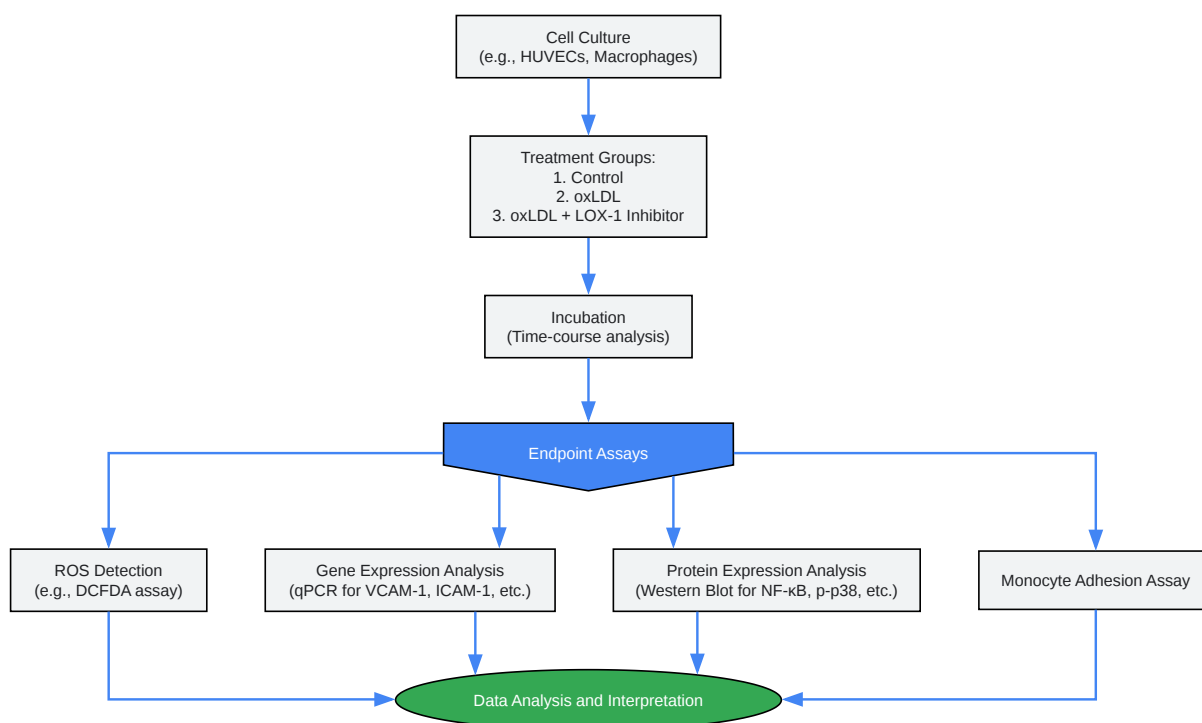 Cell Culture
(e.g., HUVECs, Macrophages)
Treatment Groups:
1. Control
2. oxLDL
3. oxLDL + LOX-1 Inhibitor
Incubation
(Time-course analysis)
Endpoint Assays
ROS Detection
(e.g., DCFDA assay)
Gene Expression Analysis
(qPCR for VCAM-1, ICAM-1, etc.)
Protein Expression Analysis
(Western Blot for NF-κB, p-p38, etc.)
Monocyte Adhesion Assay
Data Analysis and Interpretation